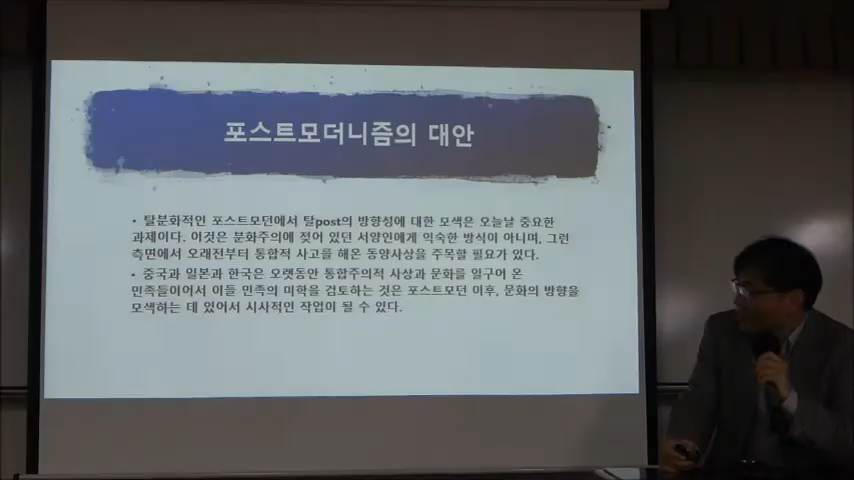 포스트모더니즘의 대안
• 탈분화적인 포스트모던에서 탈post의 방향성에 대한 모색은 오늘날 중요한
과제이다. 이것은 분화주의에 젖어 있던 서양인에게 익숙한 방식이 아니며, 그런
측면에서 오래전부터 통합적 사고를 해온 동양사상을 주목할 필요가 있다.
• 중국과 일본과 한국은 오랫동안 통합주의적 사상과 문화를 일구어 온
민족들이어서 이들 민족의 미학을 검토하는 것은 포스트모던 이후, 문화의 방향을
모색하는 데 있어서 시사적인 작업이 될 수 있다.